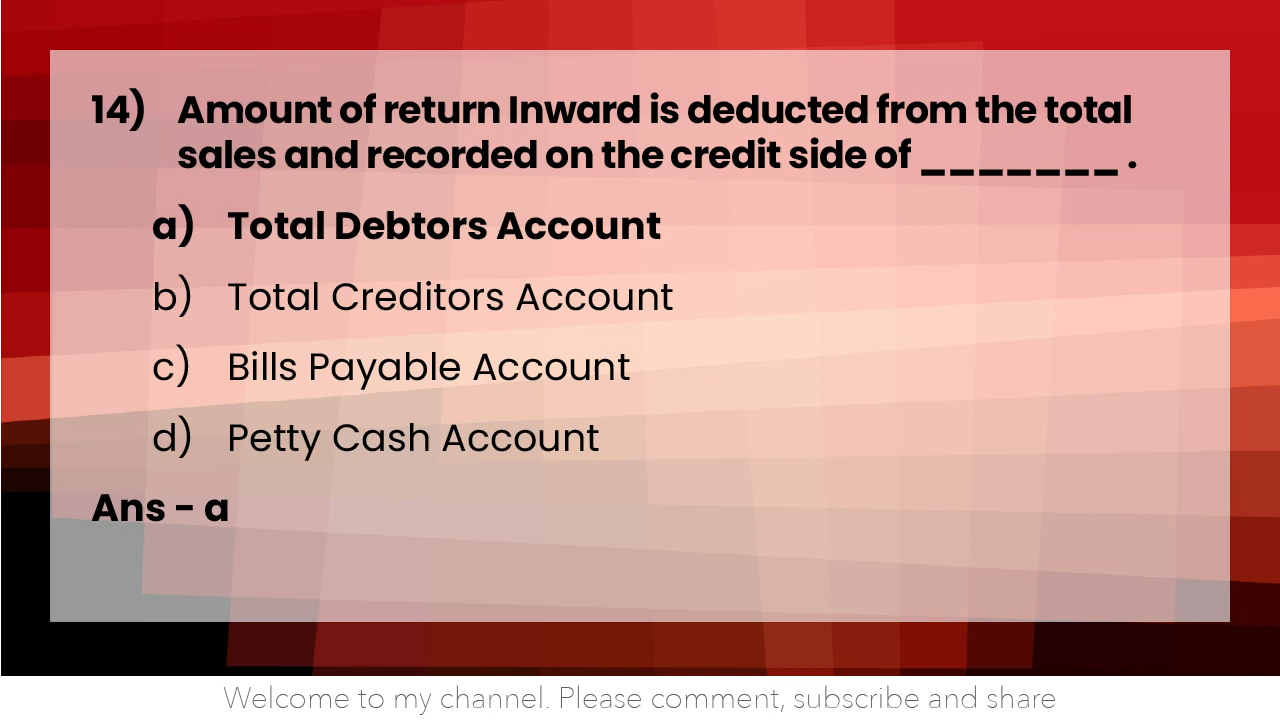 14) Amount of return Inward is deducted from the total
sales and recorded on the credit side of _______ .
a) Total Debtors Account
b) Total Creditors Account
c) Bills Payable Account
d) Petty Cash Account
Ans - a
Welcome to my channel. Please comment, subscribe and share